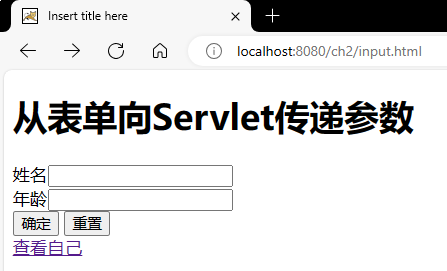 Insert title here
localhost:8080/ch2/input.html
从表单向Servlet传递参数
姓名
年龄
确定 重置
查看自己